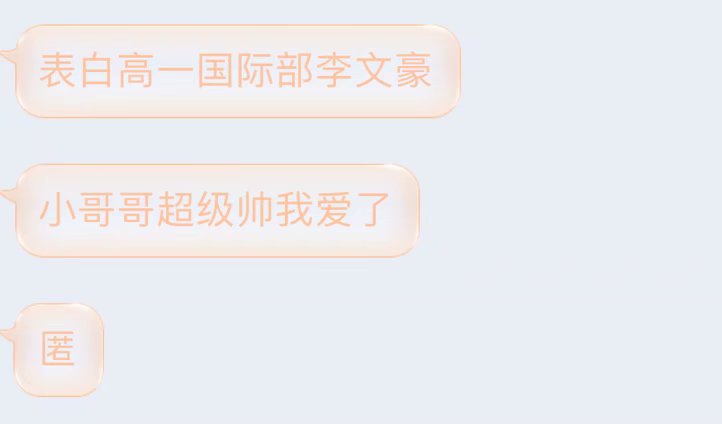 表白高一国际部李文豪
小哥哥超级帅我爱了
匿